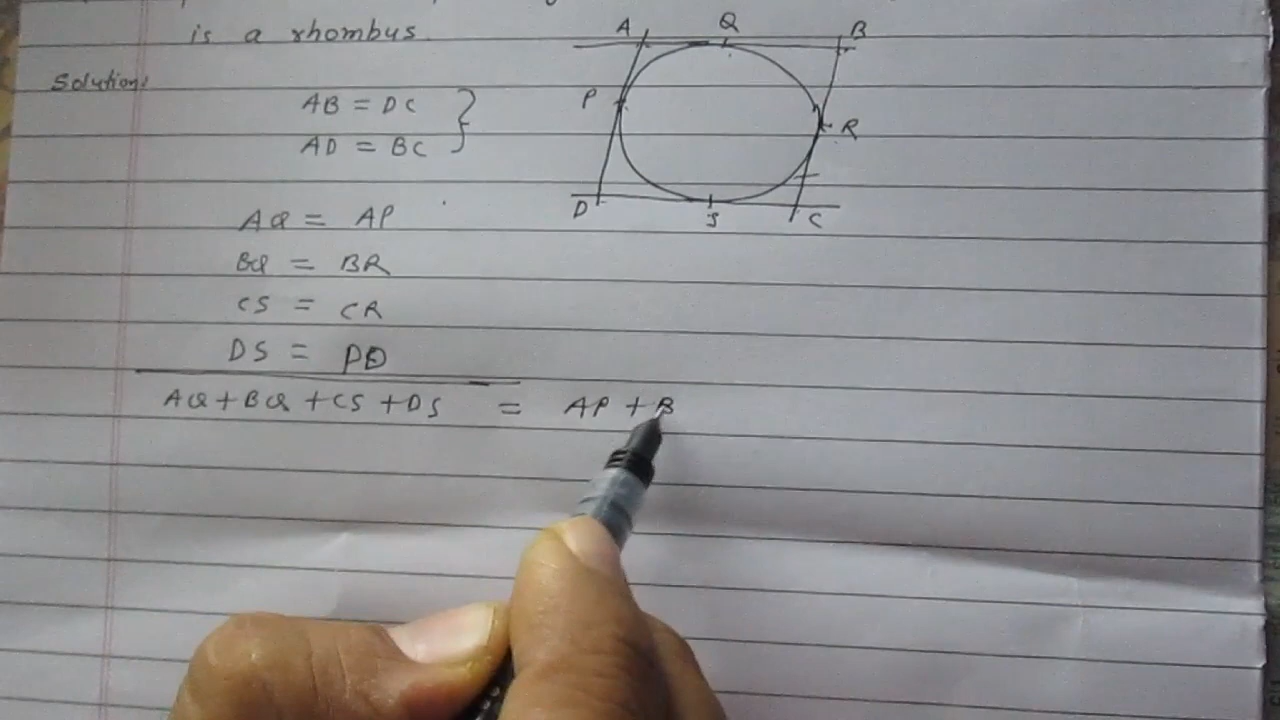 is a rhombus
Solution:
AB = DC
AD = BC
AQ = AP
BQ = BR
CS = CR
DS = PD
AQ + BQ + CS + DS = AP + B
A Q B
P
R
D S C